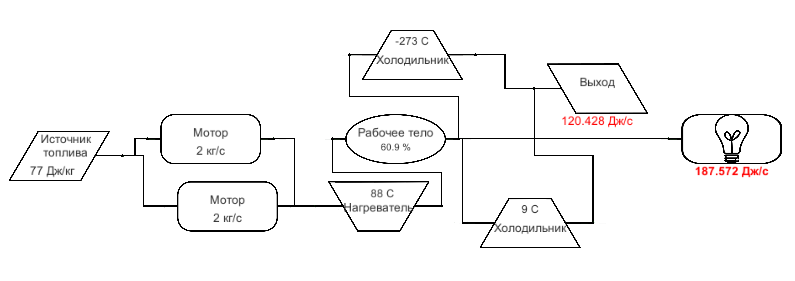 -273 C
Холодильник
Выход
120.428 Дж/с
Источник
топлива
77 Дж/кг
Мотор
2 кг/с
Рабочее тело
60.9 %
187.572 Дж/с
Мотор
2 кг/с
88 C
Нагреватель
9 C
Холодильник